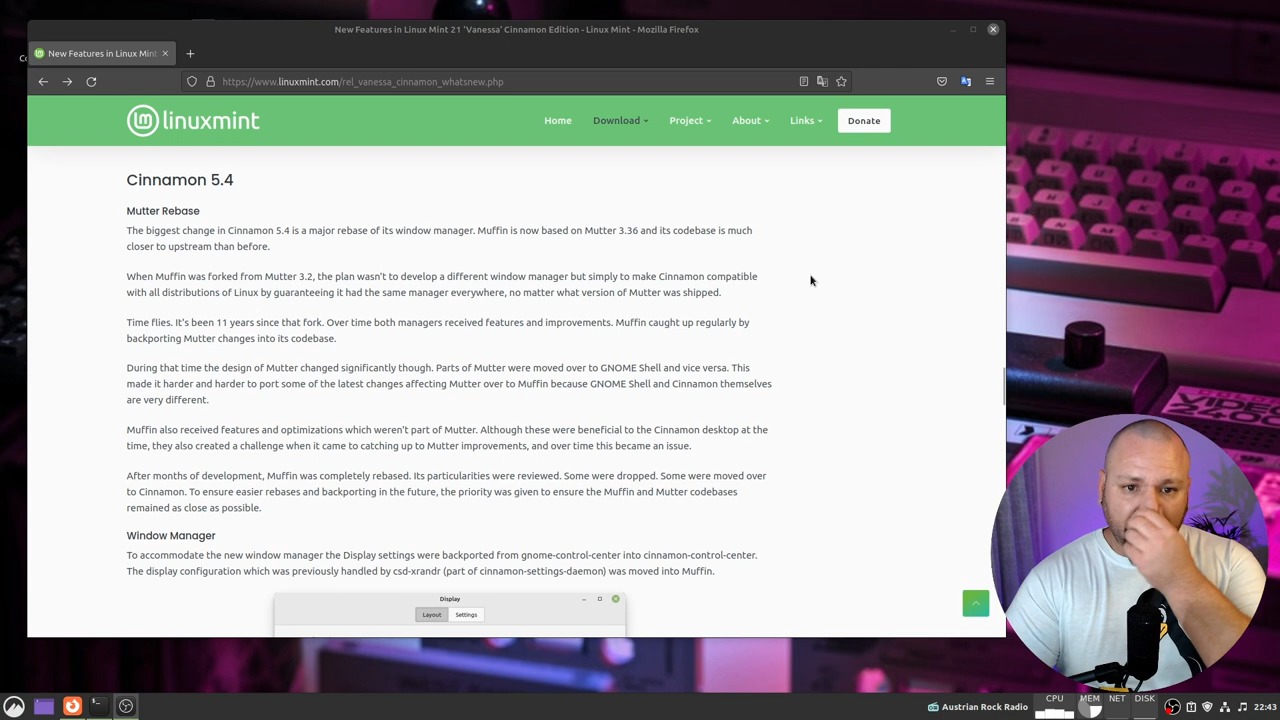 New Features in Linux Mint 21 'Vanessa' Cinnamon Edition - Linux Mint - Mozilla Firefox
New Features in Linux Mint
https://www.linuxmint.com/rel_vanessa_cinnamon_whatsnew.php
linuxmint
Home
Download
Project
About
Links
Donate
Cinnamon 5.4
Mutter Rebase
The biggest change in Cinnamon 5.4 is a major rebase of its window manager. Muffin is now based on Mutter 3.36 and its codebase is much
closer to upstream than before.
When Muffin was forked from Mutter 3.2, the plan wasn't to develop a different window manager but simply to make Cinnamon compatible
with all distributions of Linux by guaranteeing it had the same manager everywhere, no matter what version of Mutter was shipped.
Time flies. It's been 11 years since that fork. Over time both managers received features and improvements. Muffin caught up regularly by
backporting Mutter changes into its codebase.
During that time the design of Mutter changed significantly though. Parts of Mutter were moved over to GNOME Shell and vice versa. This
made it harder and harder to port some of the latest changes affecting Mutter over to Muffin because GNOME Shell and Cinnamon themselves
are very different.
Muffin also received features and optimizations which weren't part of Mutter. Although these were beneficial to the Cinnamon desktop at the
time, they also created a challenge when it came to catching up to Mutter improvements, and over time this became an issue.
After months of development, Muffin was completely rebased. Its particularities were reviewed. Some were dropped. Some were moved over
to Cinnamon. To ensure easier rebases and backporting in the future, the priority was given to ensure the Muffin and Mutter codebases
remained as close as possible.
Window Manager
To accommodate the new window manager the Display settings were backported from gnome-control-center into cinnamon-control-center.
The display configuration which was previously handled by csd-xrandr (part of cinnamon-settings-daemon) was moved into Muffin.
Display
Layout
Settings
Austrian Rock Radio
CPU
MEM
NET
DISK
22:43